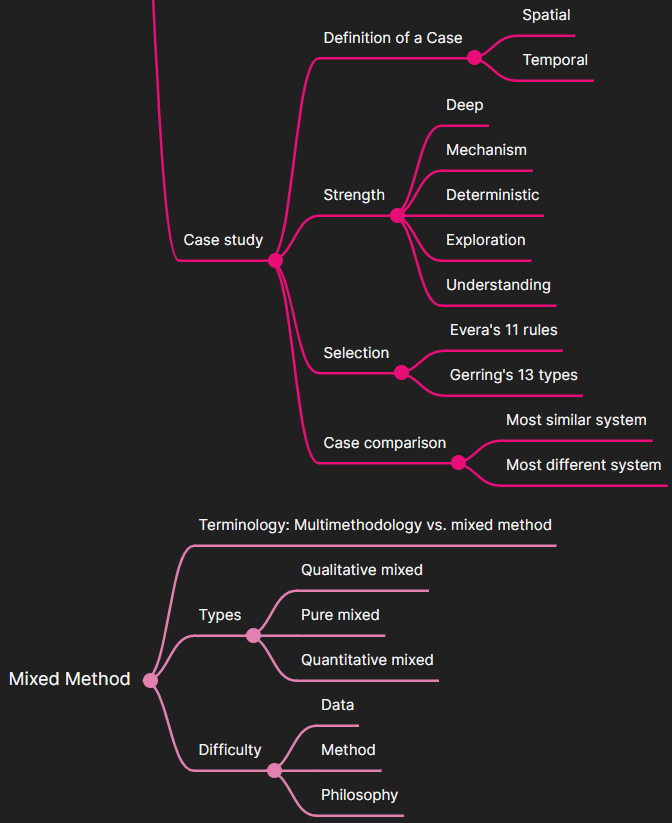 Case study
Definition of a Case
Spatial
Temporal
Strength
Deep
Mechanism
Deterministic
Exploration
Understanding
Selection
Evera's 11 rules
Gerring's 13 types
Case comparison
Most similar system
Most different system
Mixed Method
Terminology: Multimethodology vs. mixed method
Types
Qualitative mixed
Pure mixed
Quantitative mixed
Difficulty
Data
Method
Philosophy